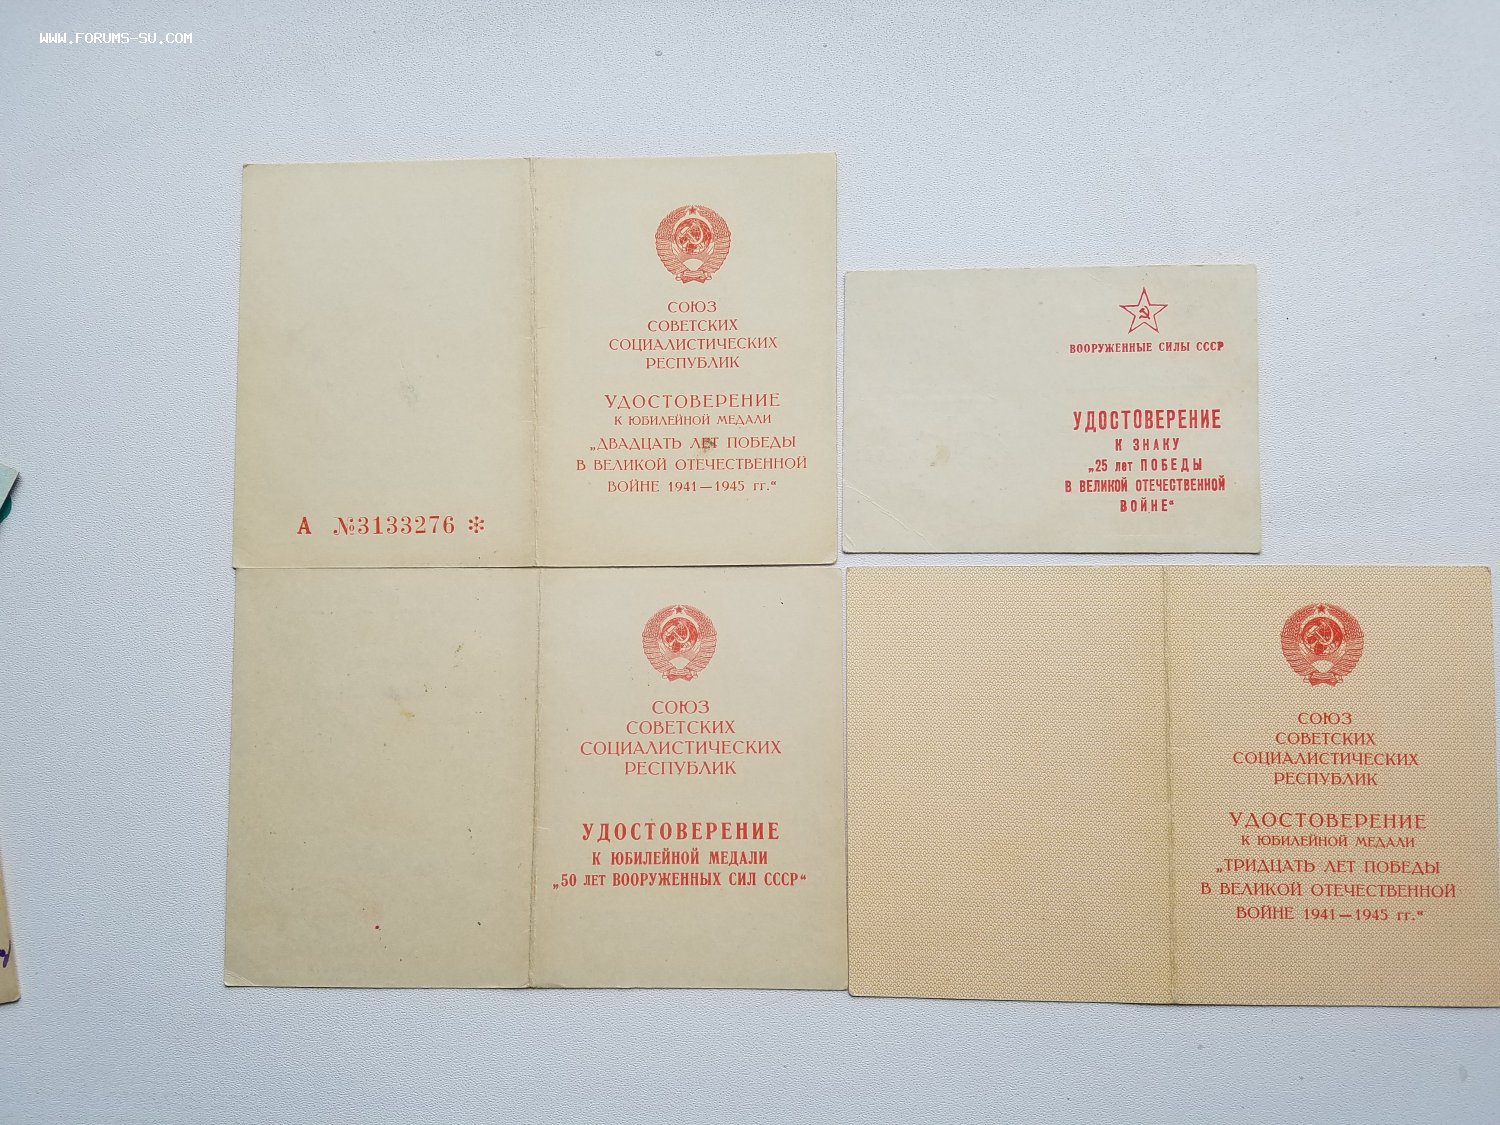 WWW.FORUMS-SU.COM
СОЮЗ
СОВЕТСКИХ
СОЦИАЛИСТИЧЕСКИХ
РЕСПУБЛИК
УДОСТОВЕРЕНИЕ
К ЮБИЛЕЙНОЙ МЕДАЛИ
„ДВАДЦАТЬ ЛЕТ ПОБЕДЫ
В ВЕЛИКОЙ ОТЕЧЕСТВЕННОЙ
ВОЙНЕ 1941—1945 гг.“
А №3133276 ✻
ВООРУЖЕННЫЕ СИЛЫ СССР
УДОСТОВЕРЕНИЕ
К ЗНАКУ
„25 лет ПОБЕДЫ
В ВЕЛИКОЙ ОТЕЧЕСТВЕННОЙ
ВОЙНЕ“
СОЮЗ
СОВЕТСКИХ
СОЦИАЛИСТИЧЕСКИХ
РЕСПУБЛИК
УДОСТОВЕРЕНИЕ
К ЮБИЛЕЙНОЙ МЕДАЛИ
„50 ЛЕТ ВООРУЖЕННЫХ СИЛ СССР“
СОЮЗ
СОВЕТСКИХ
СОЦИАЛИСТИЧЕСКИХ
РЕСПУБЛИК
УДОСТОВЕРЕНИЕ
К ЮБИЛЕЙНОЙ МЕДАЛИ
„ТРИДЦАТЬ ЛЕТ ПОБЕДЫ
В ВЕЛИКОЙ ОТЕЧЕСТВЕННОЙ
ВОЙНЕ 1941—1945 гг.“